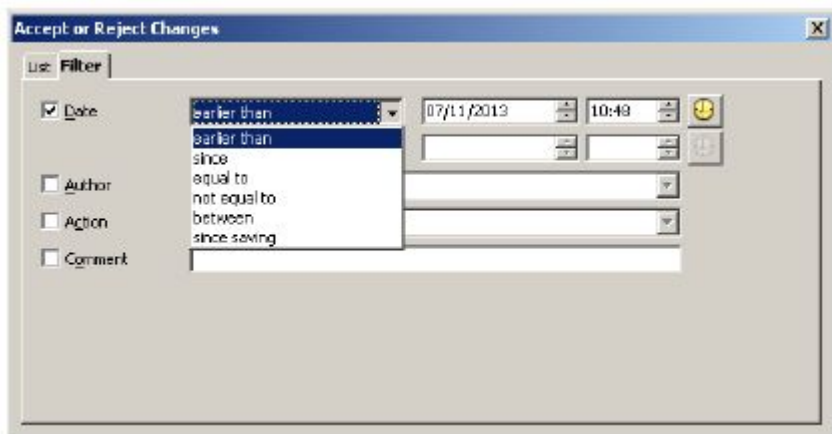 Accept or Reject Changes
List Filter
Date earlier than 07/11/2013 10:48
earlier than
since
equal to
Author
not equal to
Action
between
since saving
Comment